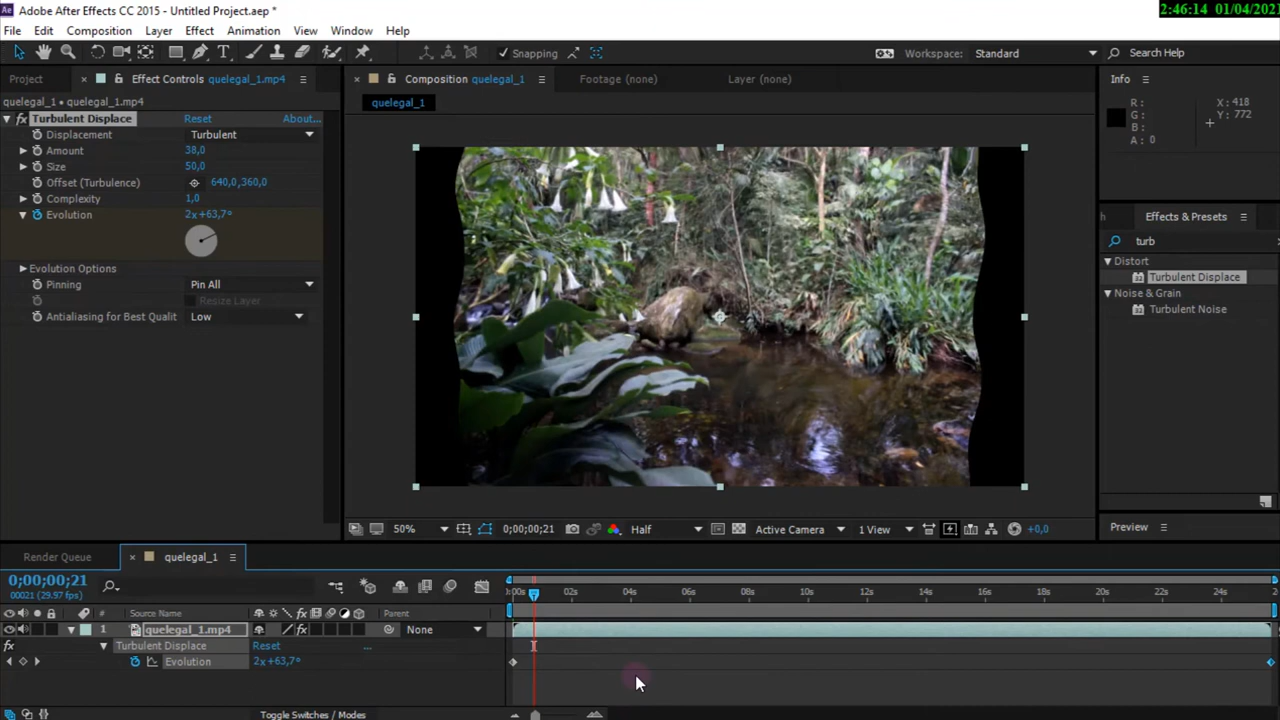 Adobe After Effects CC 2015 - Untitled Project.aep *
2:46:14 01/04/2021
File Edit Composition Layer Effect Animation View Window Help
Snapping Workspace: Standard Search Help
Project Effect Controls quelegal_1.mp4 Composition quelegal_1 Footage (none) Layer (none) Info
quelegal_1 • quelegal_1.mp4 quelegal_1
R : X : 418
G : Y : 772
B :
A : 0
fx Turbulent Displace Reset About...
Displacement Turbulent
Amount 38,0
Size 50,0
Offset (Turbulence) 640,0,360,0
Complexity 1,0
Evolution 2x +63,7°
Evolution Options
Pinning Pin All
Resize Layer
Antialiasing for Best Qualit Low
Effects & Presets
turb
Distort
Turbulent Displace
Noise & Grain
Turbulent Noise
Preview
50% 0;00;00;21 Half Active Camera 1 View +0,0
Render Queue quelegal_1
0;00;00;21
00021 (29.97 fps)
00s 02s 04s 06s 08s 10s 12s 14s 16s 18s 20s 22s 24s
# Source Name Parent
1 quelegal_1.mp4 fx None
fx Turbulent Displace Reset ...
Evolution 2x +63,7°
Toggle Switches / Modes